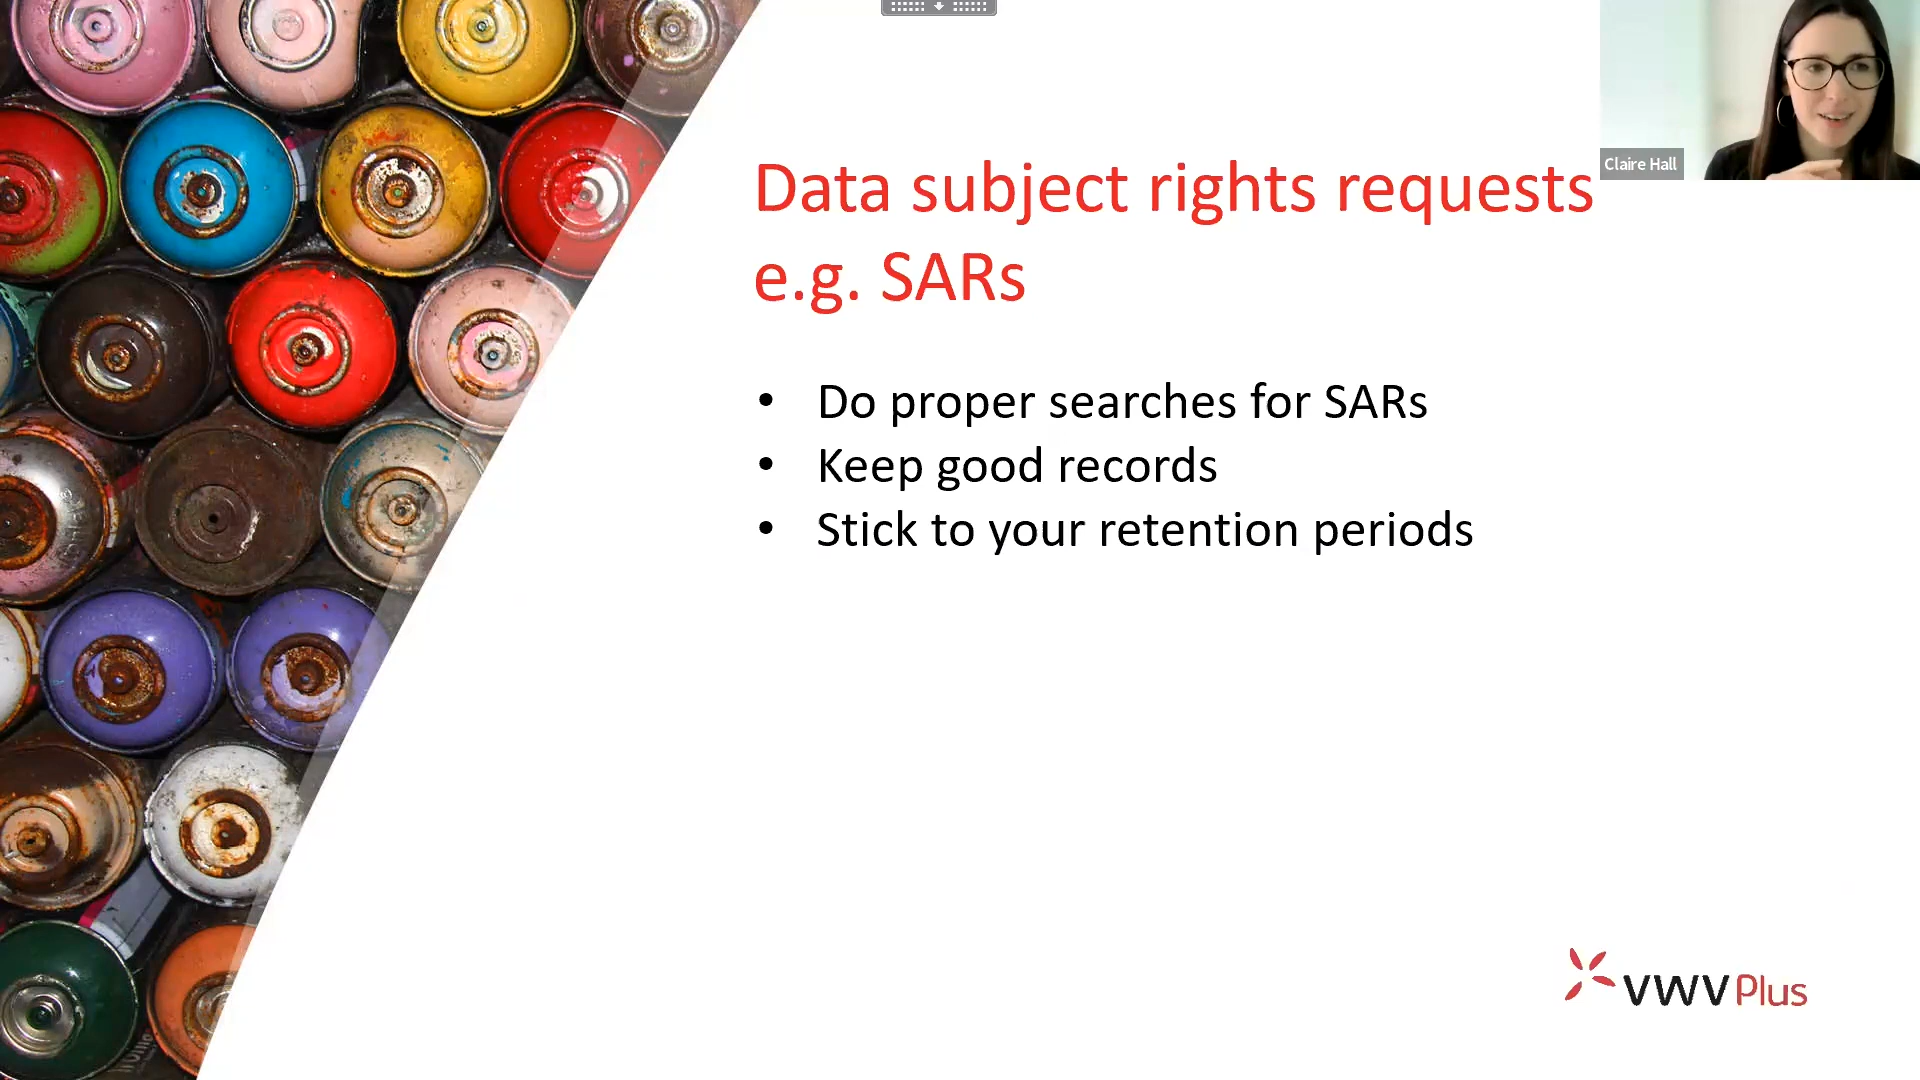 Claire Hall
Data subject rights requests
e.g. SARs
• Do proper searches for SARs
• Keep good records
• Stick to your retention periods
VWV Plus